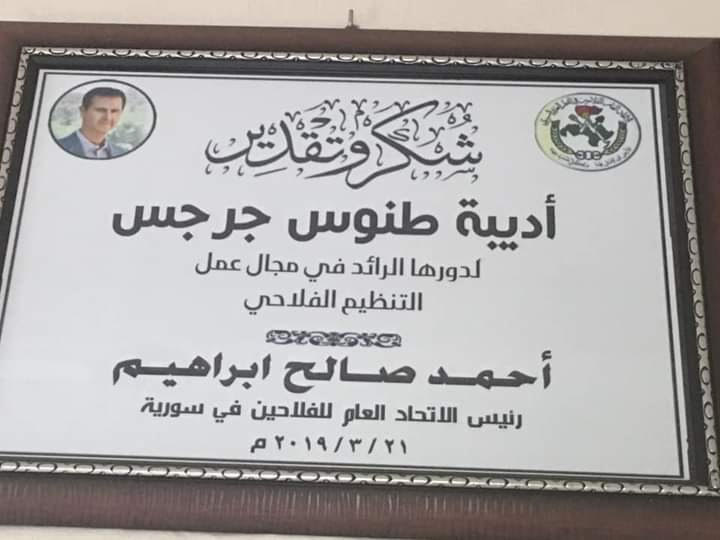 شكر وتقدير
أديبة طنوس جرجس
لدورها الرائد في مجال عمل
التنظيم الفلاحي
أحمد صالح ابراهيم
رئيس الاتحاد العام للفلاحين في سورية
٢١ / ٣ / ٢٠١٩ م